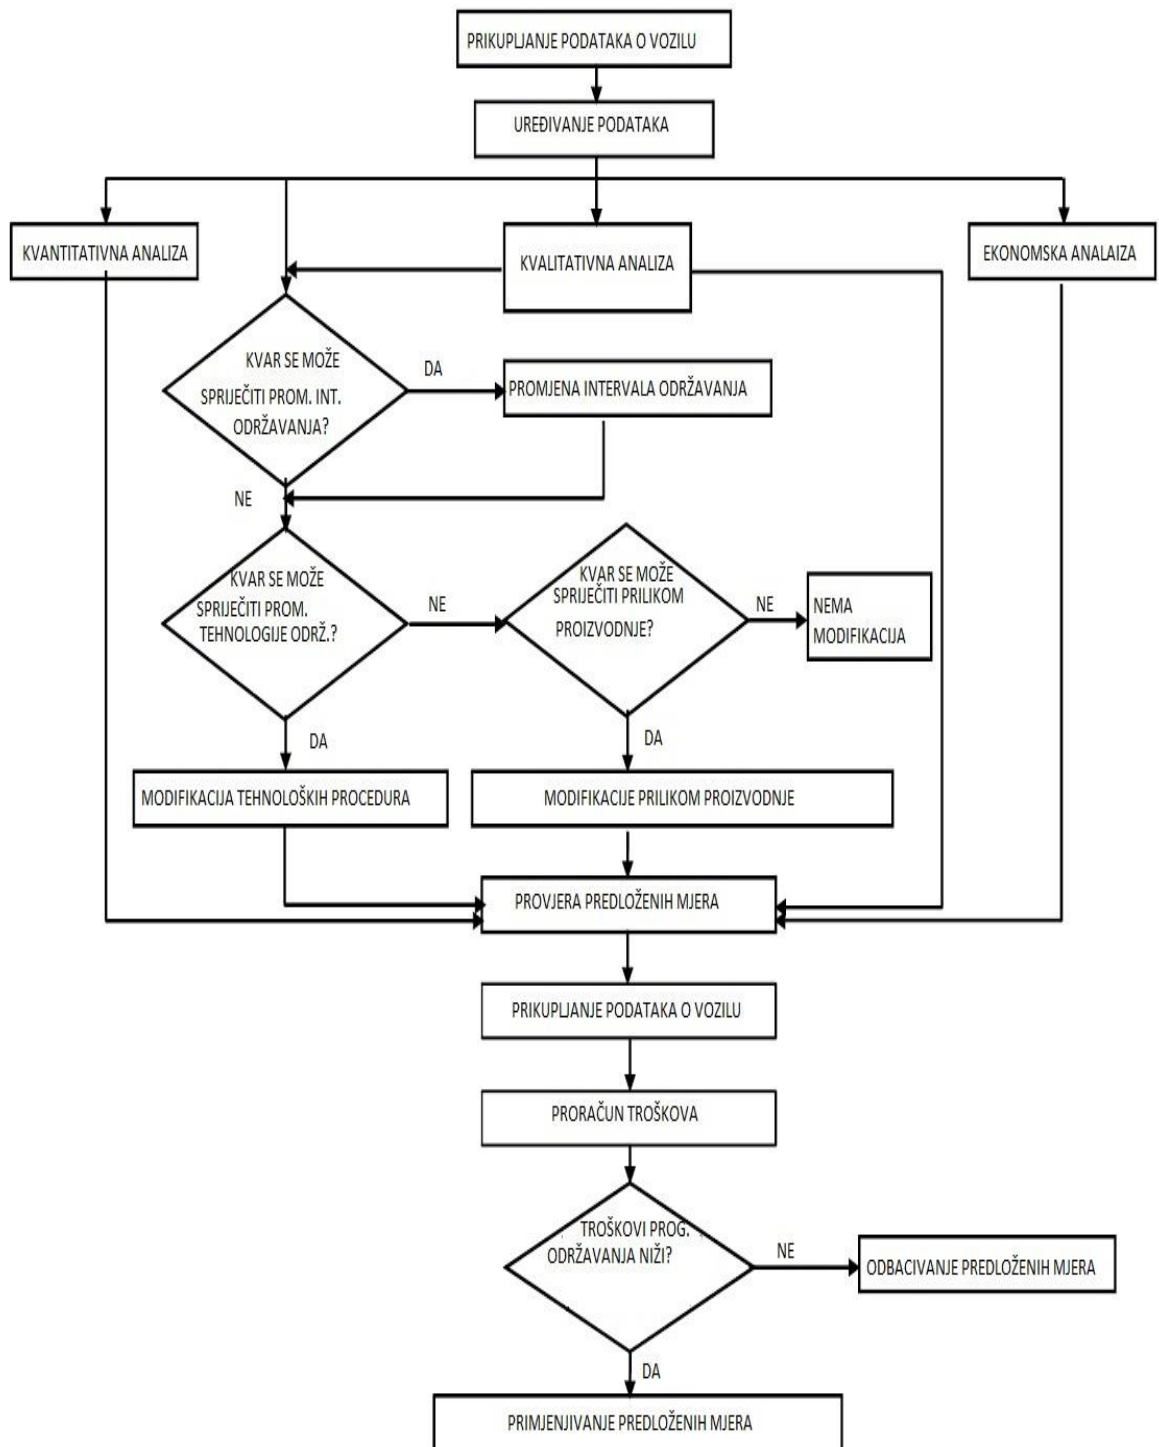 PRIKUPLJANJE PODATAKA O VOZILU
UREĐIVANJE PODATAKA
KVANTITATIVNA ANALIZA
KVALITATIVNA ANALIZA
EKONOMSKA ANALAIZA
KVAR SE MOŽE
SPRIJEČITI PROM. INT.
ODRŽAVANJA?
DA
PROMJENA INTERVALA ODRŽAVANJA
NE
KVAR SE MOŽE
SPRIJEČITI PROM.
TEHNOLOGIJE ODRŽ.?
NE
KVAR SE MOŽE
SPRIJEČITI PRILIKOM
PROIZVODNJE?
NE
NEMA
MODIFIKACIJA
DA
DA
MODIFIKACIJA TEHNOLOŠKIH PROCEDURA
MODIFIKACIJE PRILIKOM PROIZVODNJE
PROVJERA PREDLOŽENIH MJERA
PRIKUPLJANJE PODATAKA O VOZILU
PRORAČUN TROŠKOVA
TROŠKOVI PROG.
ODRŽAVANJA NIŽI?
NE
ODBACIVANJE PREDLOŽENIH MJERA
DA
PRIMJENJIVANJE PREDLOŽENIH MJERA